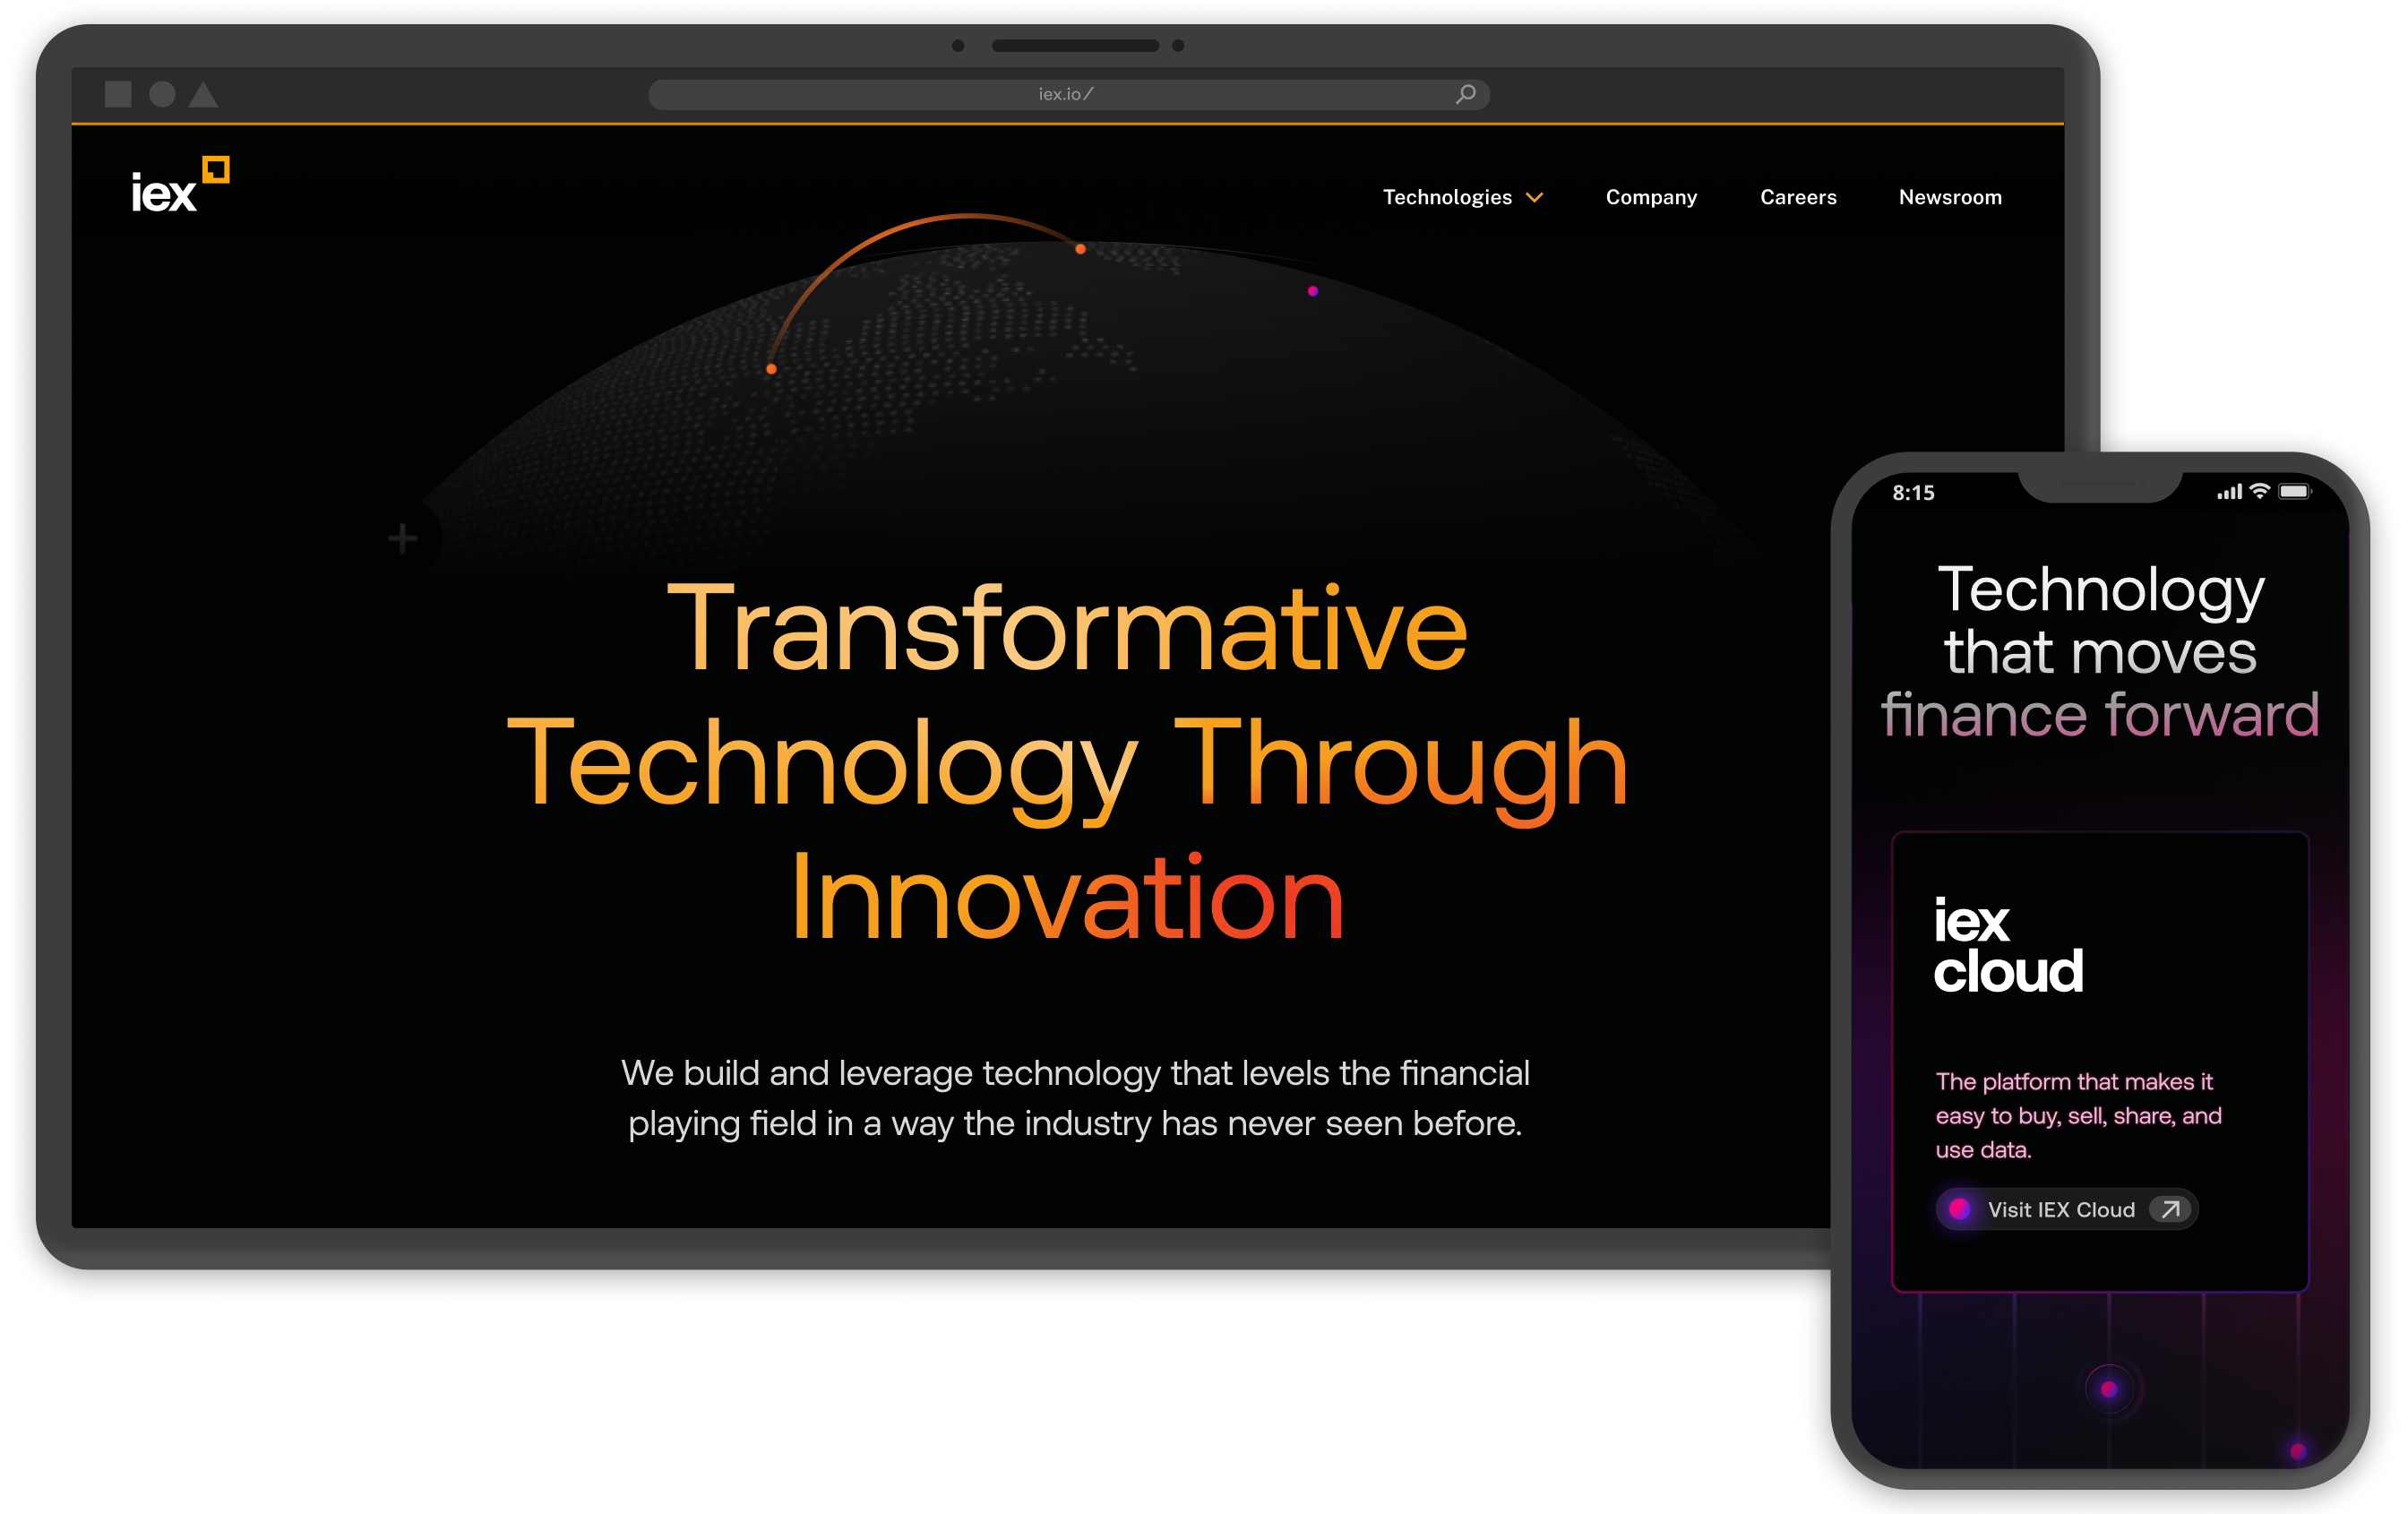 iex.io/
iex
Technologies
Company
Careers
Newsroom
Transformative
Technology Through
Innovation
We build and leverage technology that levels the financial
playing field in a way the industry has never seen before.
8:15
Technology
that moves
finance forward
iex
cloud
The platform that makes it
easy to buy, sell, share, and
use data.
Visit IEX Cloud